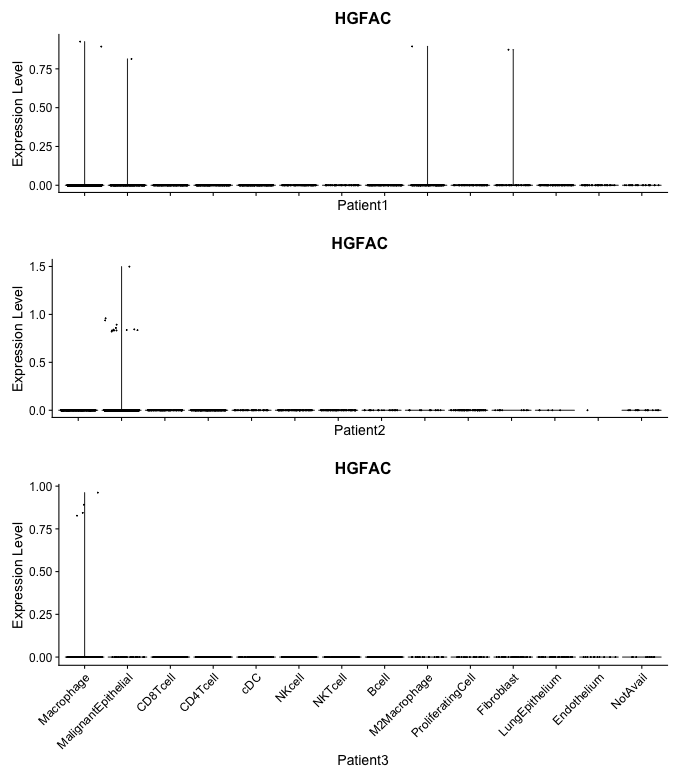 HGFAC
Expression Level
0.75
0.50
0.25
0.00
Patient1
HGFAC
Expression Level
1.5
1.0
0.5
0.0
Patient2
HGFAC
Expression Level
1.00
0.75
0.50
0.25
0.00
Macrophage
MalignantEpithelial
CD8Tcell
CD4Tcell
cDC
NKcell
NKTcell
Bcell
M2Macrophage
ProliferatingCell
Fibroblast
LungEpithelium
Endothelium
NotAvail
Patient3